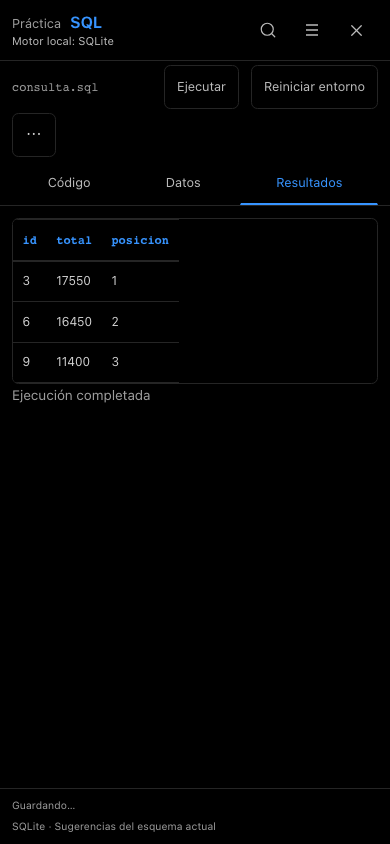 Práctica SQL
Motor local: SQLite
consulta.sql Ejecutar Reiniciar entorno
...
Código Datos Resultados
id total posicion
3 17550 1
6 16450 2
9 11400 3
Ejecución completada
Guardando...
SQLite · Sugerencias del esquema actual